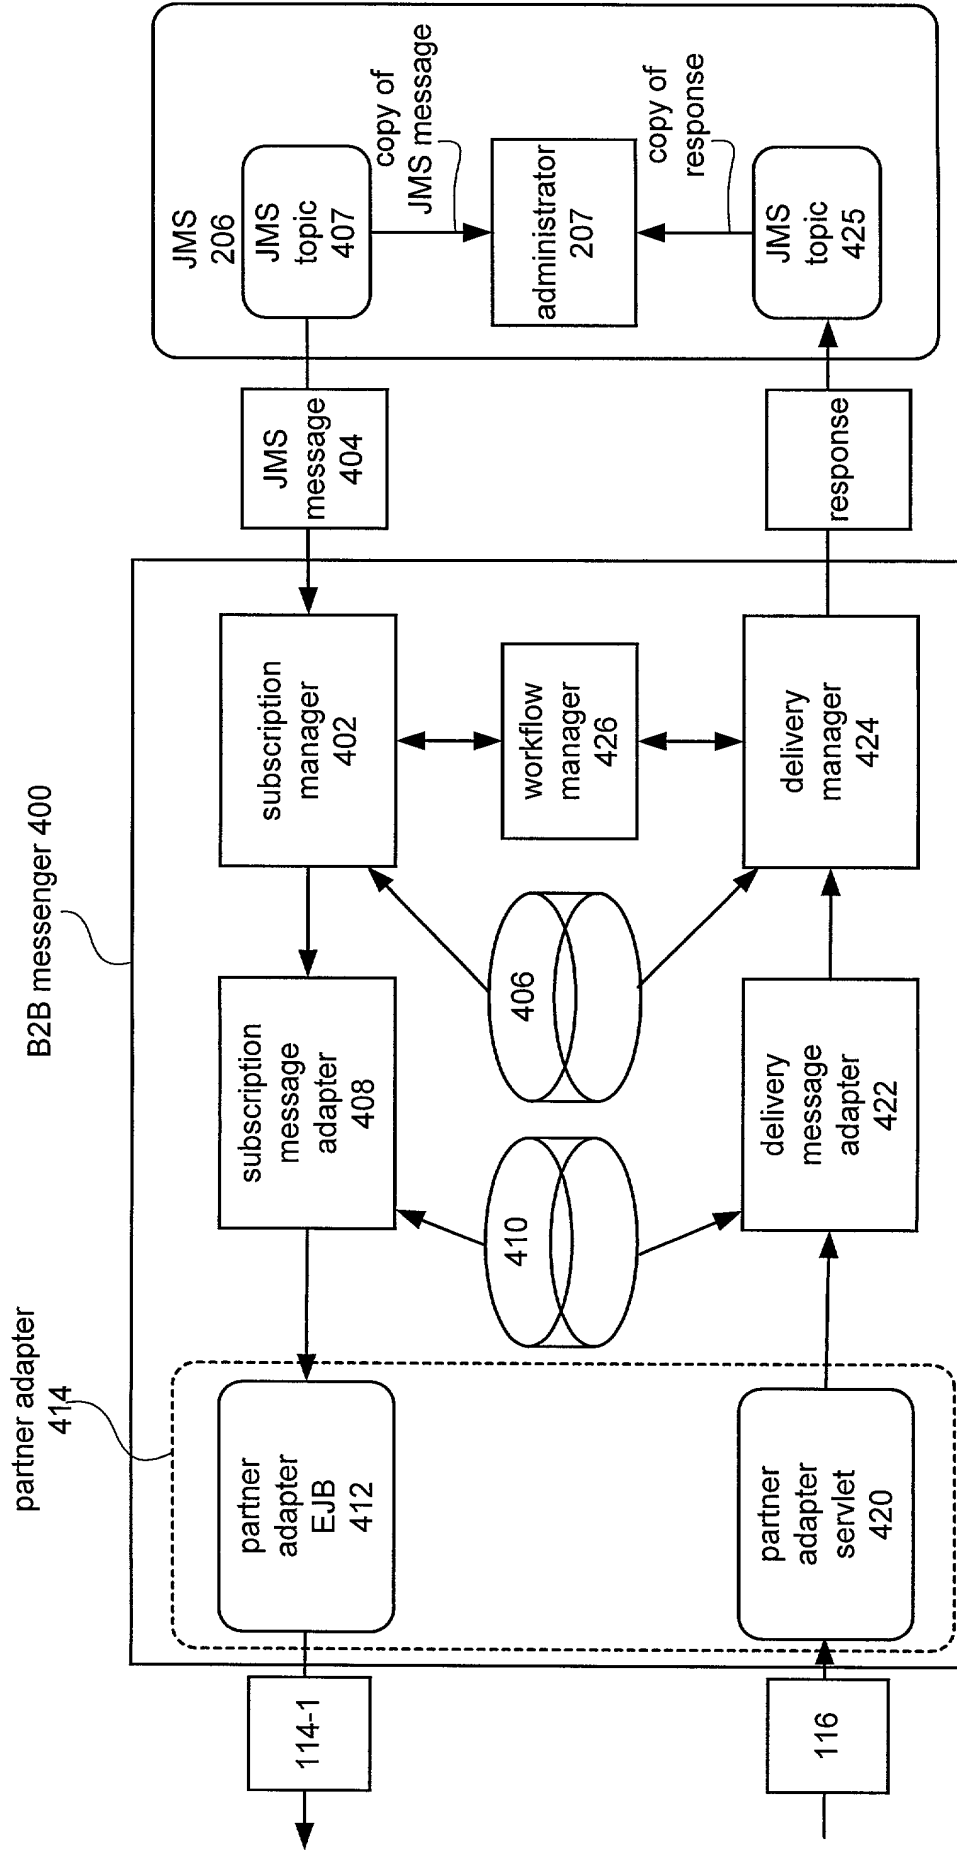 B2B messenger 400
partner adapter
414
partner
adapter
EJB
412
subscription
message
adapter
408
subscription
manager
402
JMS
message
404
JMS
206
JMS
topic
407
copy of
JMS message
administrator
207
copy of
response
JMS
topic
425
response
workflow
manager
426
406
410
delivery
manager
424
delivery
message
adapter
422
partner
adapter
servlet
420
114-1
116